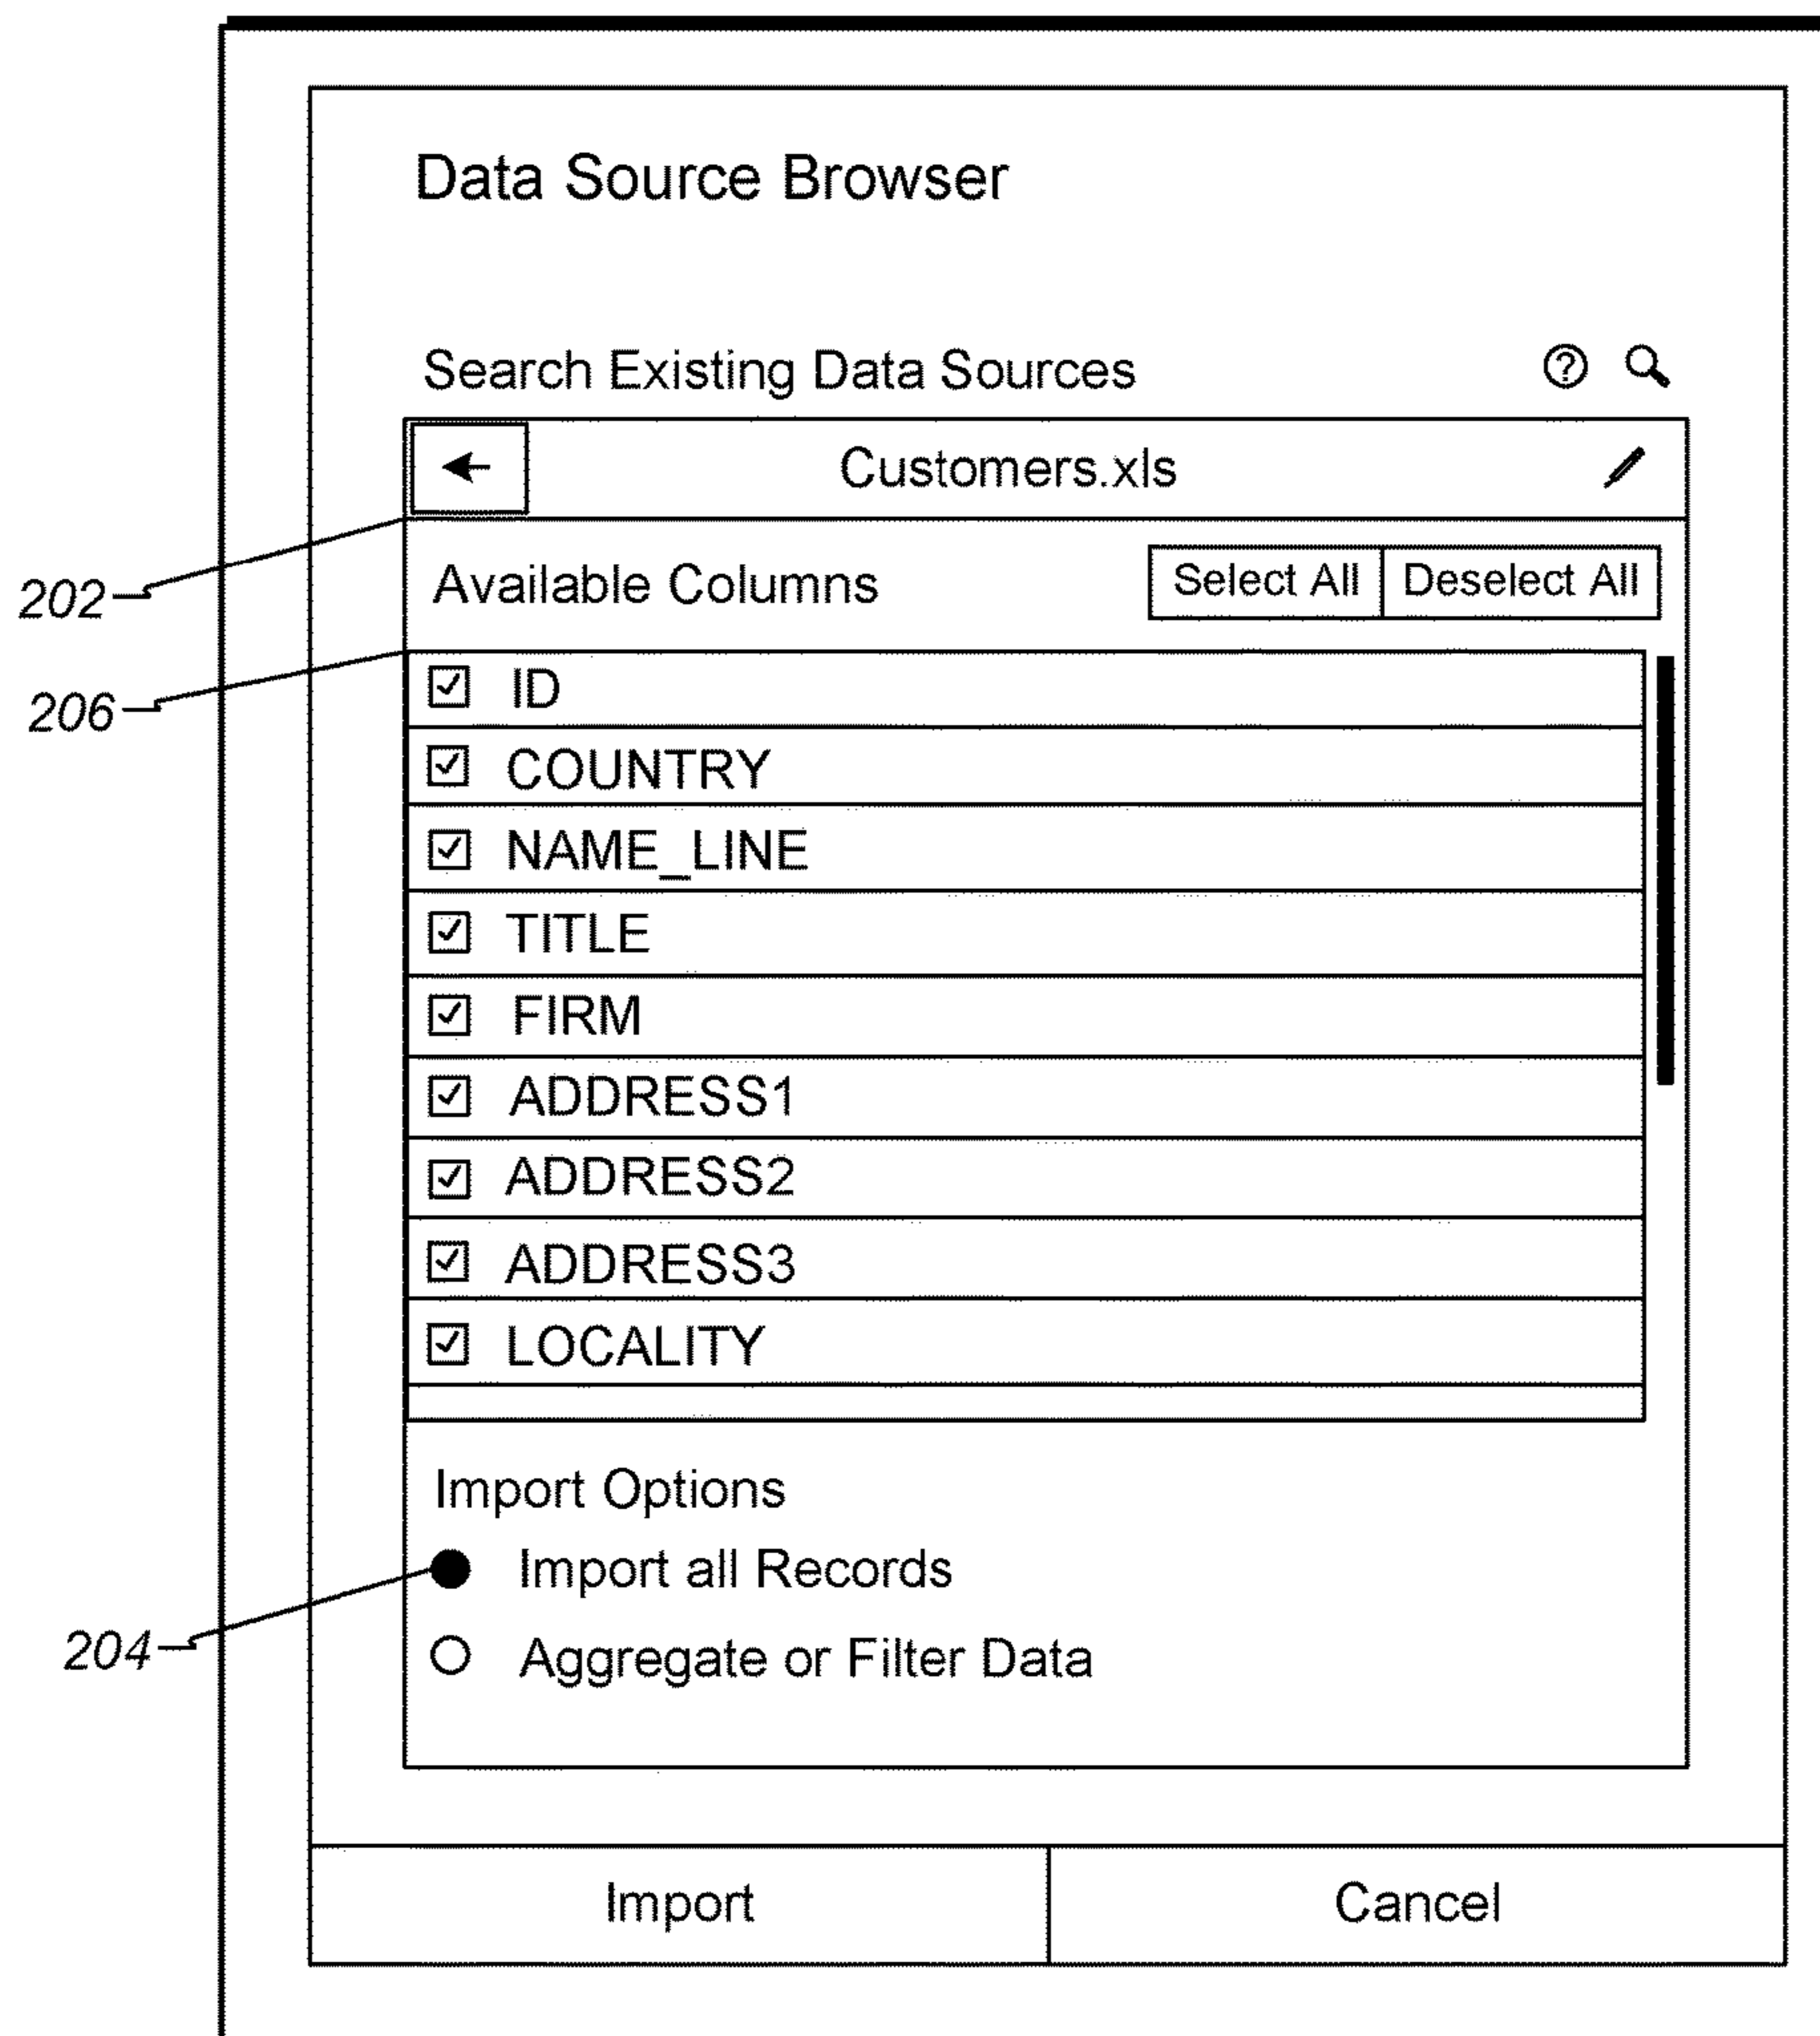 Data Source Browser
Search Existing Data Sources ?
Customers.xls
202
Available Columns Select All Deselect All
206
ID
COUNTRY
NAME_LINE
TITLE
FIRM
ADDRESS1
ADDRESS2
ADDRESS3
LOCALITY
Import Options
Import all Records
204
Aggregate or Filter Data
Import Cancel